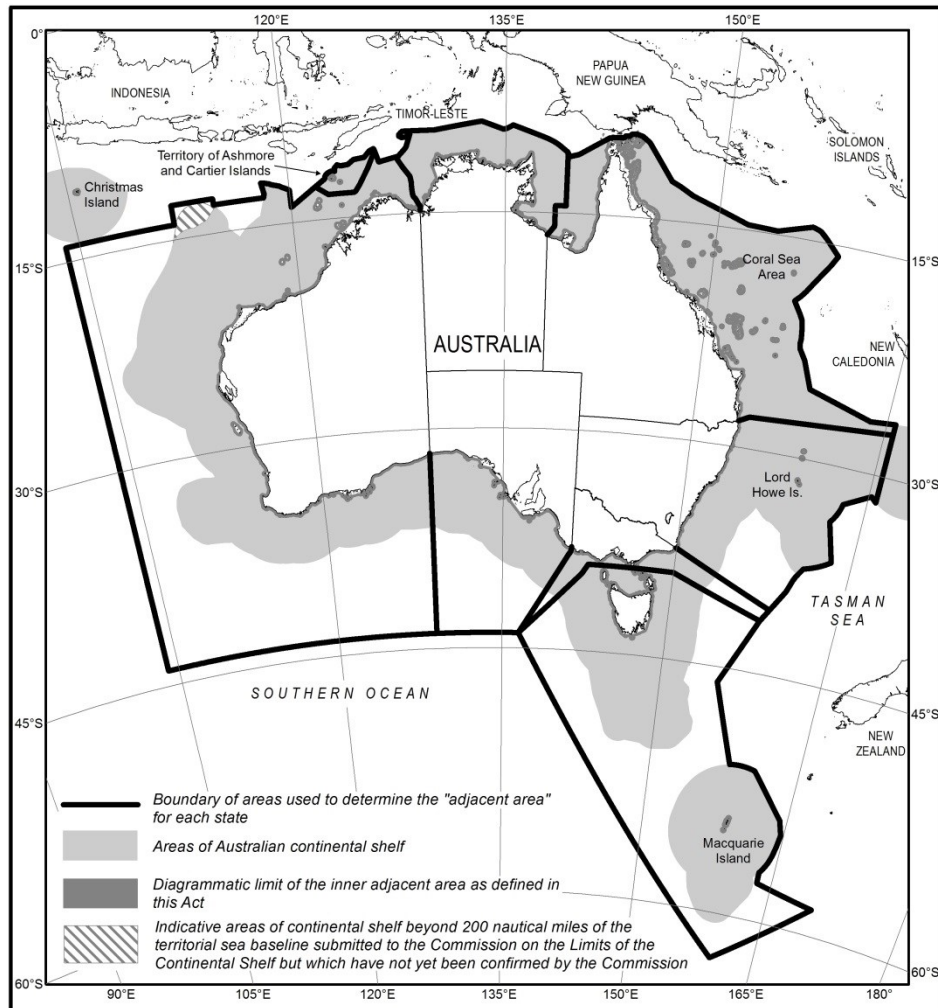 120°E
135°E
150°E
0°
PAPUA
NEW GUINEA
INDONESIA
TIMOR-LESTE
SOLOMON
ISLANDS
Territory of Ashmore
and Cartier Islands
Christmas
Island
15°S
15°S
Coral Sea
Area
AUSTRALIA
NEW
CALEDONIA
30°S
30°S
Lord
Howe Is.
TASMAN
SEA
SOUTHERN OCEAN
45°S
45°S
NEW
ZEALAND
Boundary of areas used to determine the "adjacent area"
for each state
Areas of Australian continental shelf
Macquarie
Island
Diagrammatic limit of the inner adjacent area as defined in
this Act
Indicative areas of continental shelf beyond 200 nautical miles of the
territorial sea baseline submitted to the Commission on the Limits of the
Continental Shelf but which have not yet been confirmed by the Commission
60°S
60°S
90°E
105°E
120°E
135°E
150°E
165°E
180°